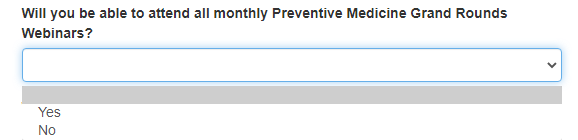 Will you be able to attend all monthly Preventive Medicine Grand Rounds
Webinars?
Yes
No